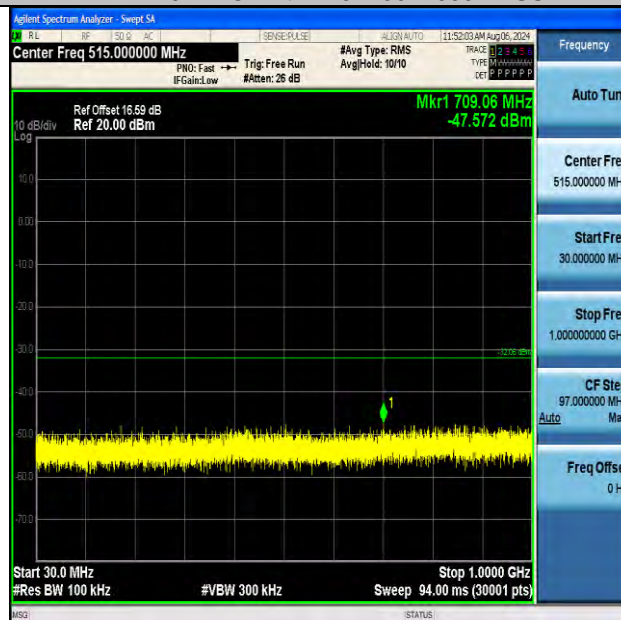 Agilent Spectrum Analyzer - Swept SA
RL RF 50 Ω AC SENSE:PULSE ALIGN AUTO 11:52:03 AM Aug 06, 2024
Center Freq 515.000000 MHz
PNO: Fast
IFGain:Low
Trig: Free Run
#Atten: 26 dB
#Avg Type: RMS
Avg|Hold: 10/10
TRACE 1 2 3 4 5 6
TYPE M
DET P P P P P P
Ref Offset 16.59 dB
10 dB/div Ref 20.00 dBm
Log
Mkr1 709.06 MHz
-47.572 dBm
10.0
0.00
-10.0
-20.0
-30.0
-32.06 dBm
-40.0
1
-50.0
-60.0
-70.0
Start 30.0 MHz Stop 1.0000 GHz
#Res BW 100 kHz #VBW 300 kHz Sweep 94.00 ms (30001 pts)
MSG STATUS
Frequency
Auto Tun
Center Fre
515.000000 MH
Start Fre
30.000000 MH
Stop Fre
1.000000000 GH
CF Ste
97.000000 MH
Auto Ma
Freq Offse
0 H